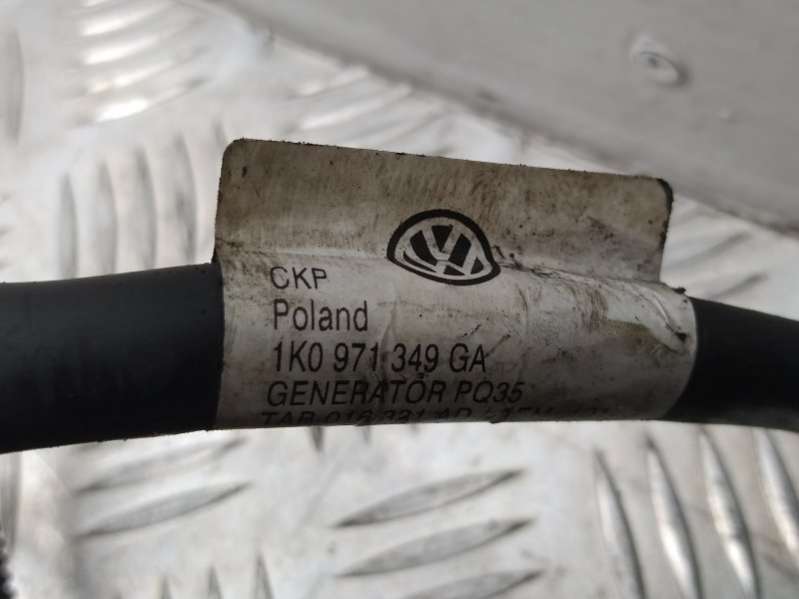 CKP
Poland
1K0 971 349 GA
GENERATOR PQ35